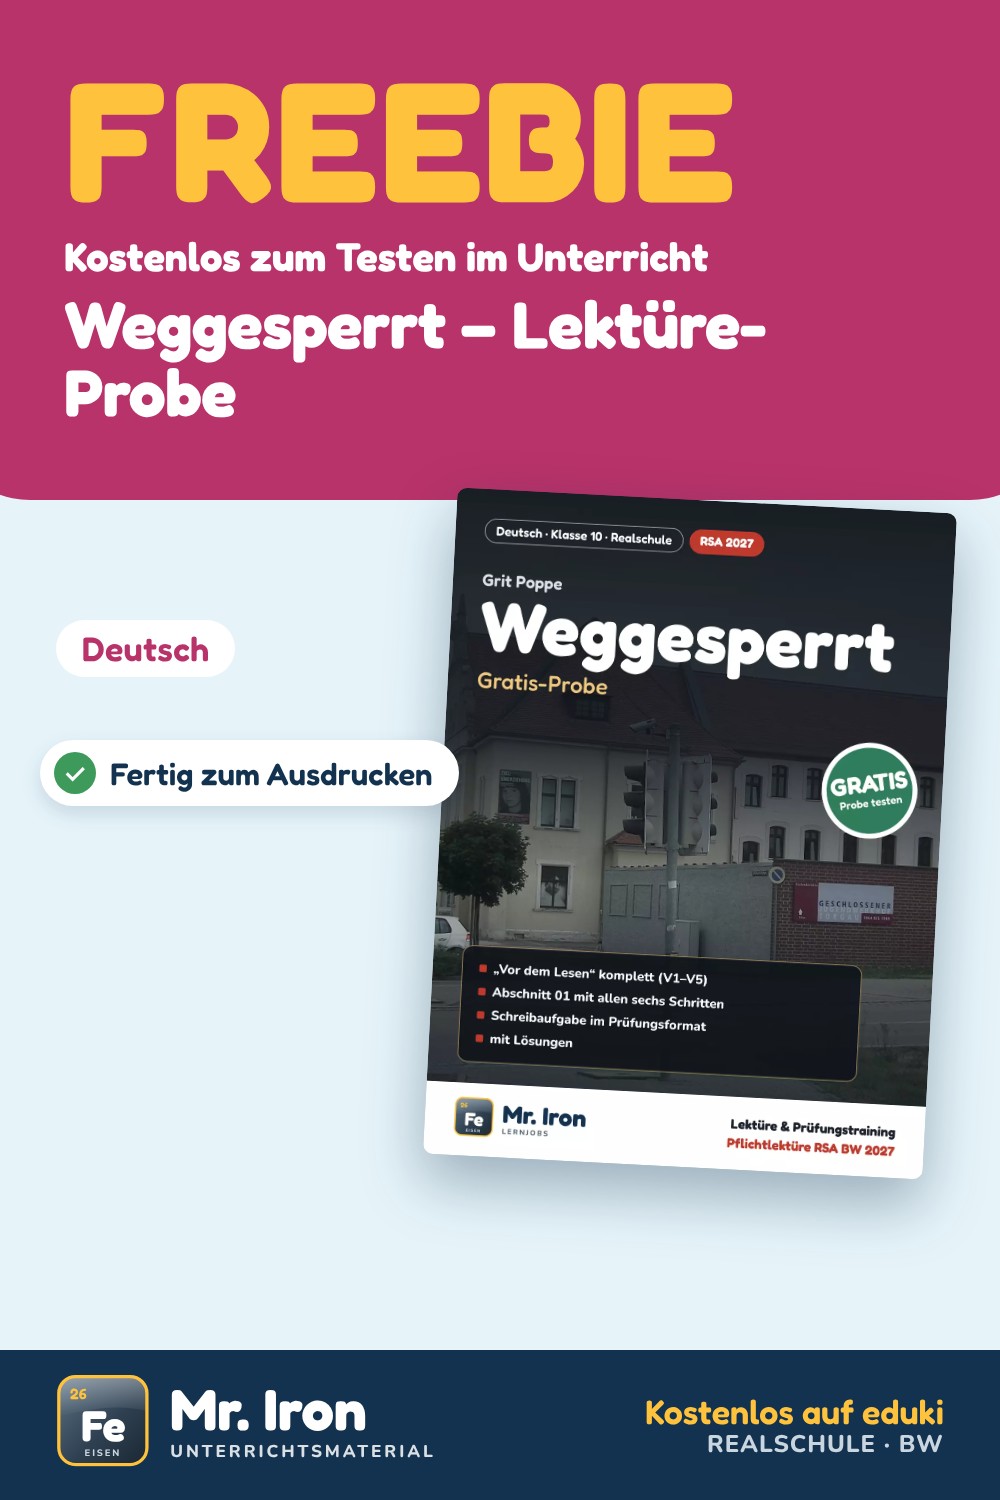 FREEBIE
Kostenlos zum Testen im Unterricht
Weggesperrt – Lektüre-
Probe
Deutsch
Fertig zum Ausdrucken
Deutsch · Klasse 10 · Realschule
RSA 2027
Grit Poppe
Weggesperrt
Gratis-Probe
GRATIS
Probe testen
GESCHLOSSENER
„Vor dem Lesen“ komplett (V1–V5)
Abschnitt 01 mit allen sechs Schritten
Schreibaufgabe im Prüfungsformat
mit Lösungen
26
Fe
EISEN
Mr. Iron
LERNJOBS
Lektüre & Prüfungstraining
Pflichtlektüre RSA BW 2027
26
Fe
EISEN
Mr. Iron
UNTERRICHTSMATERIAL
Kostenlos auf eduki
REALSCHULE · BW